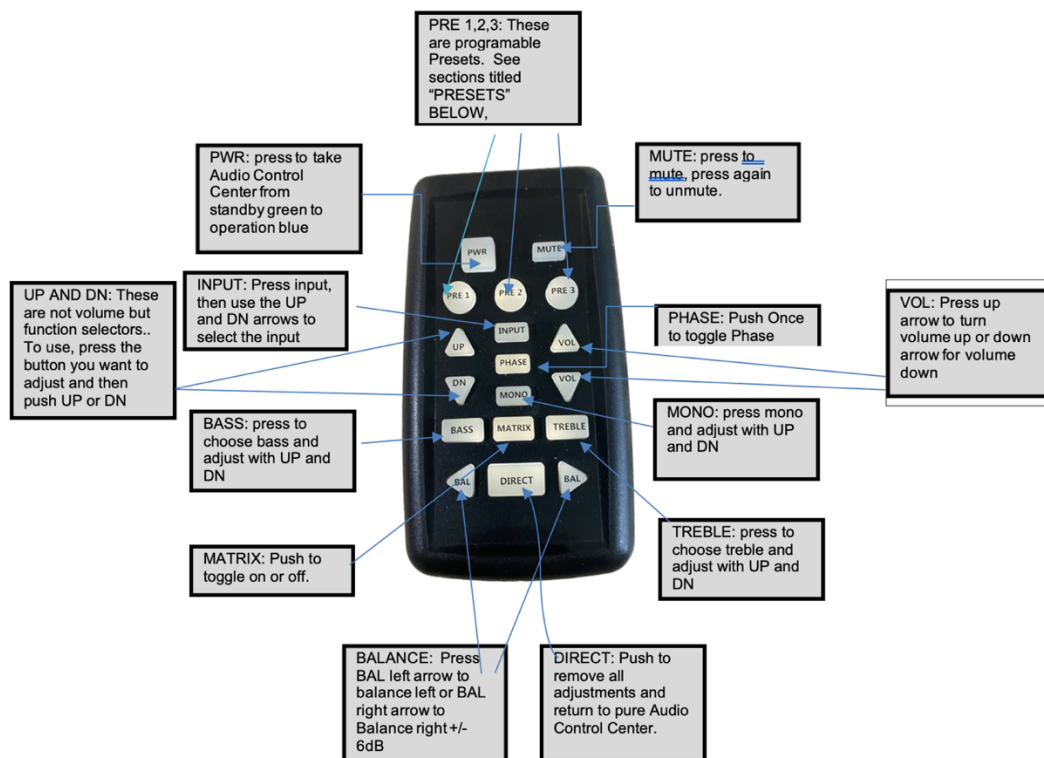 PRE 1,2,3: These
are programable
Presets.  See
sections titled
“PRESETS”
BELOW,
PWR: press to take
Audio Control
Center from
standby green to
operation blue
MUTE: press to
mute, press again
to unmute.
UP AND DN: These
are not volume but
function selectors..
To use, press the
button you want to
adjust and then
push UP or DN
INPUT: Press input,
then use the UP
and DN arrows to
select the input
PHASE: Push Once
to toggle Phase
VOL: Press up
arrow to turn
volume up or down
arrow for volume
down
BASS: press to
choose bass and
adjust with UP and
DN
MONO: press mono
and adjust with UP
and DN
MATRIX: Push to
toggle on or off.
TREBLE: press to
choose treble and
adjust with UP and
DN
BALANCE:  Press
BAL left arrow to
balance left or BAL
right arrow to
Balance right +/-
6dB
DIRECT: Push to
remove all
adjustments and
return to pure Audio
Control Center.
PWR
MUTE
PRE 1
PRE 2
PRE 3
UP
INPUT
VOL
PHASE
DN
VOL
MONO
BASS
MATRIX
TREBLE
BAL
DIRECT
BAL